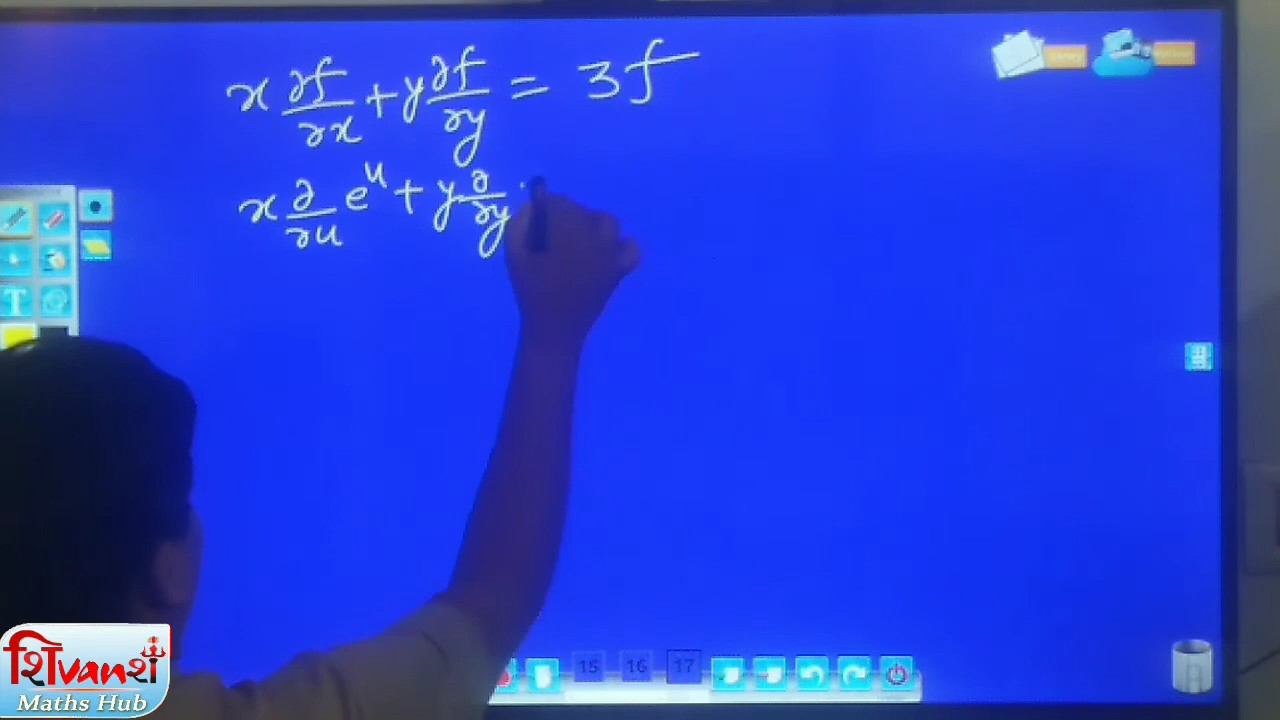 x ∂f/∂x + y ∂f/∂y = 3f
x ∂/∂u e^u + y ∂/∂y
T
15 16 17
शिvanशी
Maths Hub